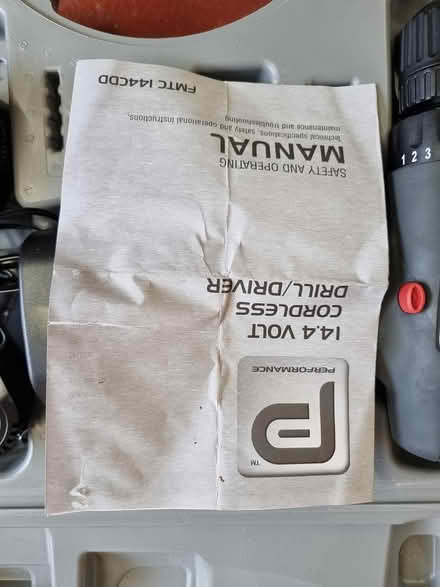 TM
PERFORMANCE
14.4 VOLT
CORDLESS
DRILL/DRIVER
SAFETY AND OPERATING
MANUAL
Technical specifications, safety and operational instructions,
maintenance and troubleshooting
FMTC 144CDD
1 2 3